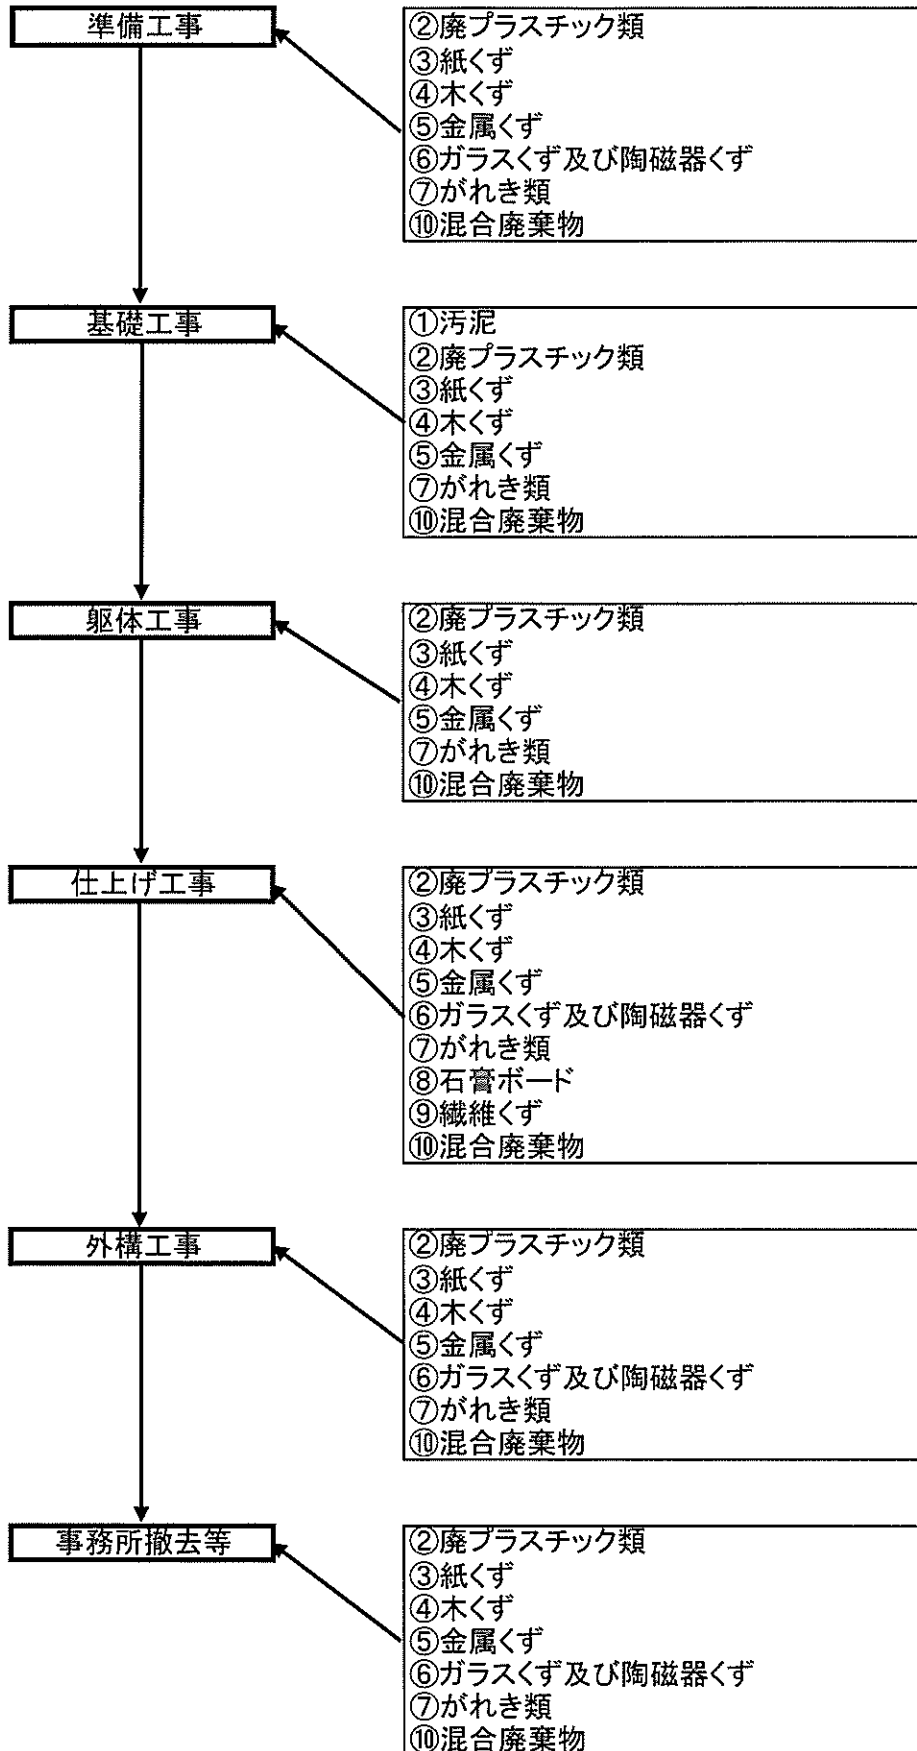 準備工事
②廃プラスチック類
③紙くず
④木くず
⑤金属くず
⑥ガラスくず及び陶磁器くず
⑦がれき類
⑩混合廃棄物
基礎工事
①汚泥
②廃プラスチック類
③紙くず
④木くず
⑤金属くず
⑦がれき類
⑩混合廃棄物
躯体工事
②廃プラスチック類
③紙くず
④木くず
⑤金属くず
⑦がれき類
⑩混合廃棄物
仕上げ工事
②廃プラスチック類
③紙くず
④木くず
⑤金属くず
⑥ガラスくず及び陶磁器くず
⑦がれき類
⑧石膏ボード
⑨繊維くず
⑩混合廃棄物
外構工事
②廃プラスチック類
③紙くず
④木くず
⑤金属くず
⑥ガラスくず及び陶磁器くず
⑦がれき類
⑩混合廃棄物
事務所撤去等
②廃プラスチック類
③紙くず
④木くず
⑤金属くず
⑥ガラスくず及び陶磁器くず
⑦がれき類
⑩混合廃棄物